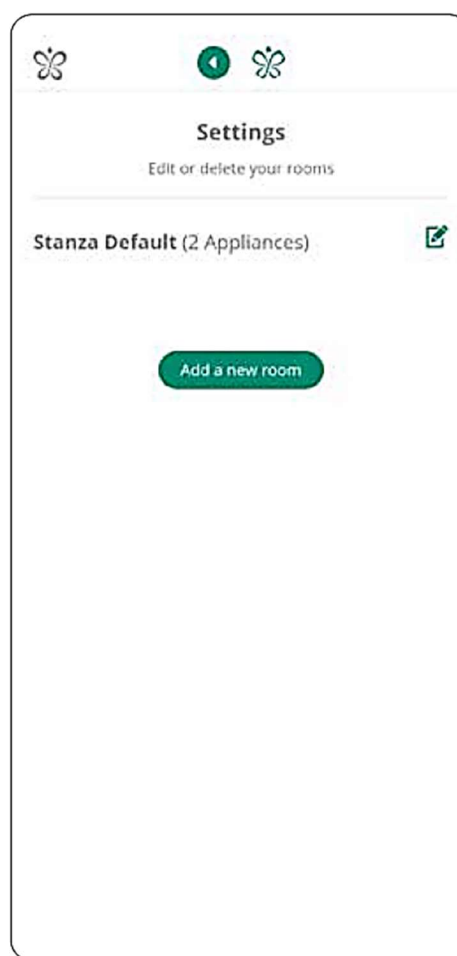 Settings
Edit or delete your rooms
Stanza Default (2 Appliances)
Add a new room